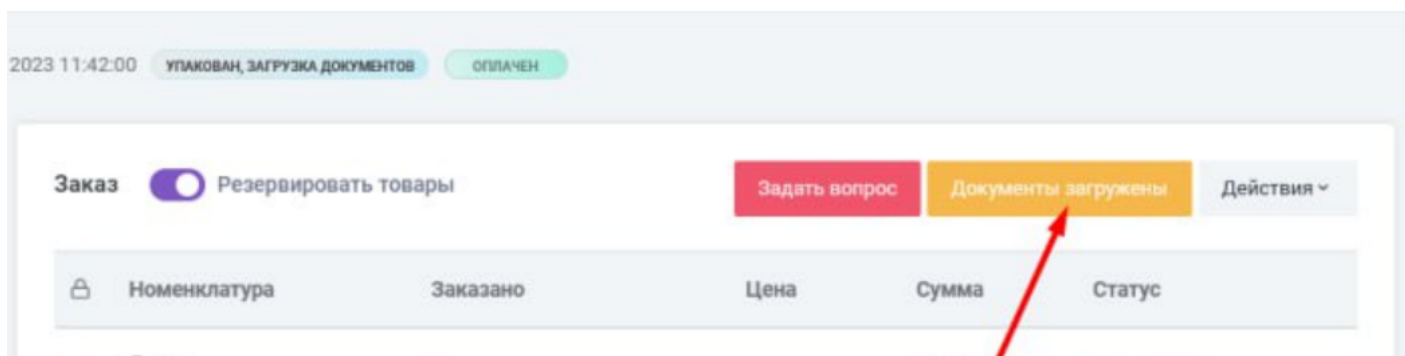 2023 11:42:00 УПАКОВАН, ЗАГРУЗКА ДОКУМЕНТОВ ОПЛАЧЕН
Заказ Резервировать товары Задать вопрос Документы загружены Действия
Номенклатура Заказано Цена Сумма Статус